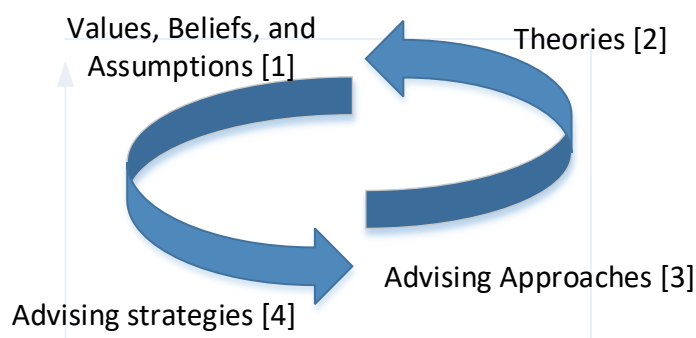 Values, Beliefs, and
Assumptions [1]
Theories [2]
Advising Approaches [3]
Advising strategies [4]